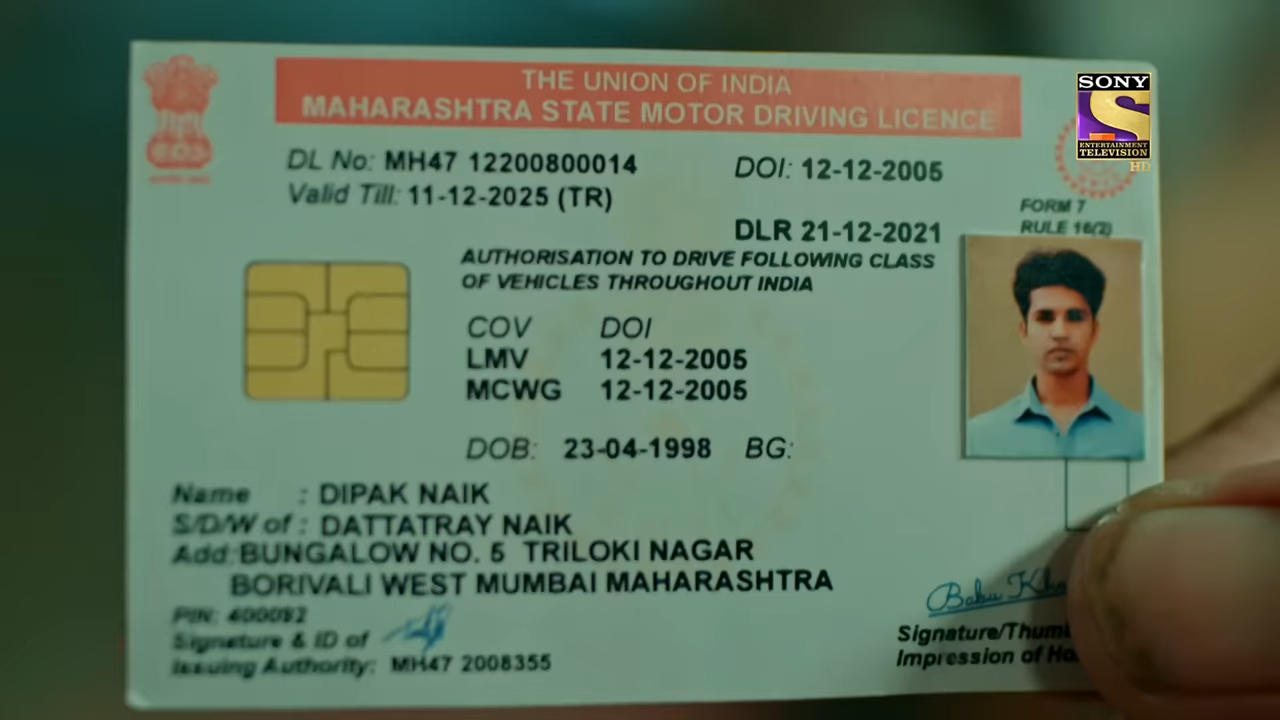 THE UNION OF INDIA
MAHARASHTRA STATE MOTOR DRIVING LICENCE
SONY
S
ENTERTAINMENT
TELEVISION
HD
DL No: MH47 12200800014 DOI: 12-12-2005
Valid Till: 11-12-2025 (TR)
FORM 7
DLR 21-12-2021 RULE 16(2)
AUTHORISATION TO DRIVE FOLLOWING CLASS
OF VEHICLES THROUGHOUT INDIA
COV DOI
LMV 12-12-2005
MCWG 12-12-2005
DOB: 23-04-1998 BG:
Name : DIPAK NAIK
S/D/W of : DATTATRAY NAIK
Add: BUNGALOW NO. 5 TRILOKI NAGAR
BORIVALI WEST MUMBAI MAHARASHTRA
PIN: 400092
Signature & ID of
Issuing Authority: MH47 2008355
Babu Kha
Signature/Thum
Impression of Ho